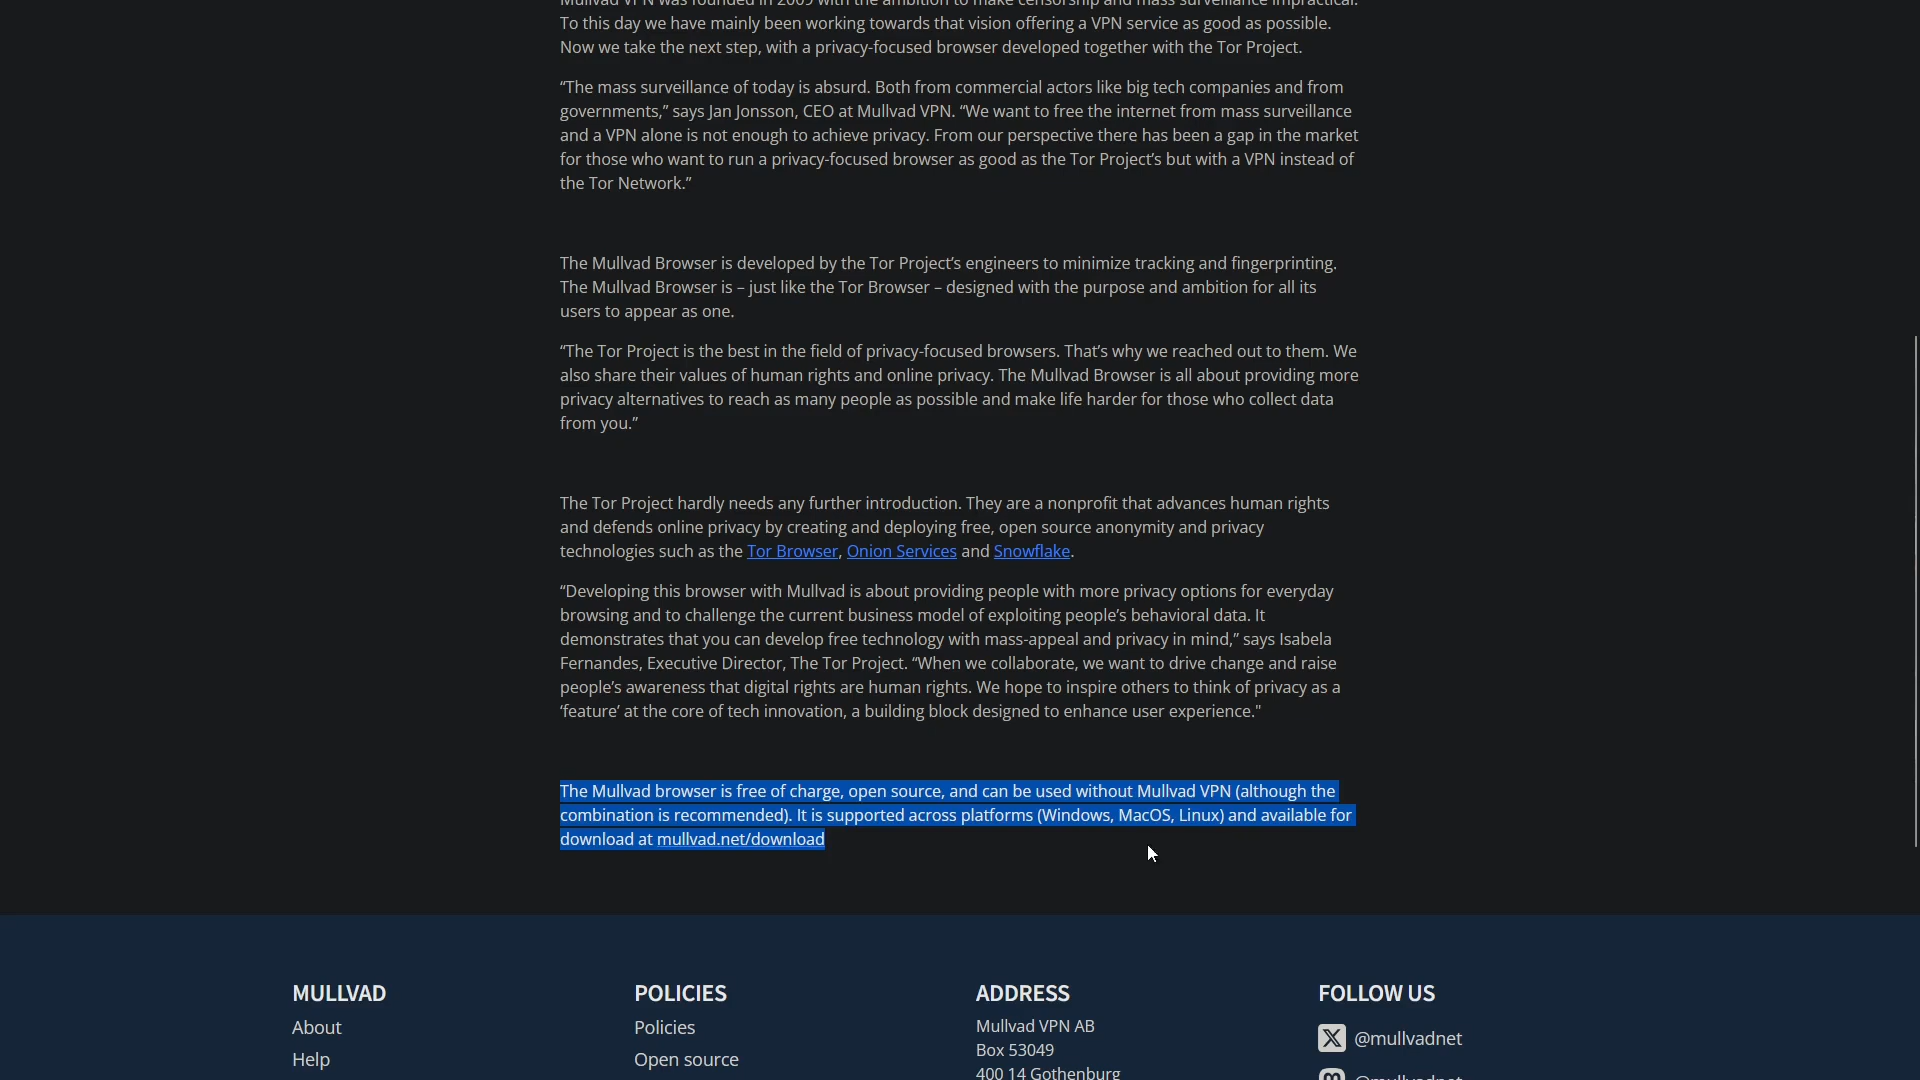 Mullvad VPN was founded in 2009 with the ambition to make censorship and mass surveillance impractical.
To this day we have mainly been working towards that vision offering a VPN service as good as possible.
Now we take the next step, with a privacy-focused browser developed together with the Tor Project.
“The mass surveillance of today is absurd. Both from commercial actors like big tech companies and from
governments,” says Jan Jonsson, CEO at Mullvad VPN. “We want to free the internet from mass surveillance
and a VPN alone is not enough to achieve privacy. From our perspective there has been a gap in the market
for those who want to run a privacy-focused browser as good as the Tor Project’s but with a VPN instead of
the Tor Network.”
The Mullvad Browser is developed by the Tor Project’s engineers to minimize tracking and fingerprinting.
The Mullvad Browser is – just like the Tor Browser – designed with the purpose and ambition for all its
users to appear as one.
“The Tor Project is the best in the field of privacy-focused browsers. That’s why we reached out to them. We
also share their values of human rights and online privacy. The Mullvad Browser is all about providing more
privacy alternatives to reach as many people as possible and make life harder for those who collect data
from you.”
The Tor Project hardly needs any further introduction. They are a nonprofit that advances human rights
and defends online privacy by creating and deploying free, open source anonymity and privacy
technologies such as the Tor Browser, Onion Services and Snowflake.
“Developing this browser with Mullvad is about providing people with more privacy options for everyday
browsing and to challenge the current business model of exploiting people’s behavioral data. It
demonstrates that you can develop free technology with mass-appeal and privacy in mind,” says Isabela
Fernandes, Executive Director, The Tor Project. “When we collaborate, we want to drive change and raise
people’s awareness that digital rights are human rights. We hope to inspire others to think of privacy as a
‘feature’ at the core of tech innovation, a building block designed to enhance user experience."
The Mullvad browser is free of charge, open source, and can be used without Mullvad VPN (although the
combination is recommended). It is supported across platforms (Windows, MacOS, Linux) and available for
download at mullvad.net/download
MULLVAD
About
Help
POLICIES
Policies
Open source
ADDRESS
Mullvad VPN AB
Box 53049
400 14 Gothenburg
FOLLOW US
@mullvadnet
@mullvadnet